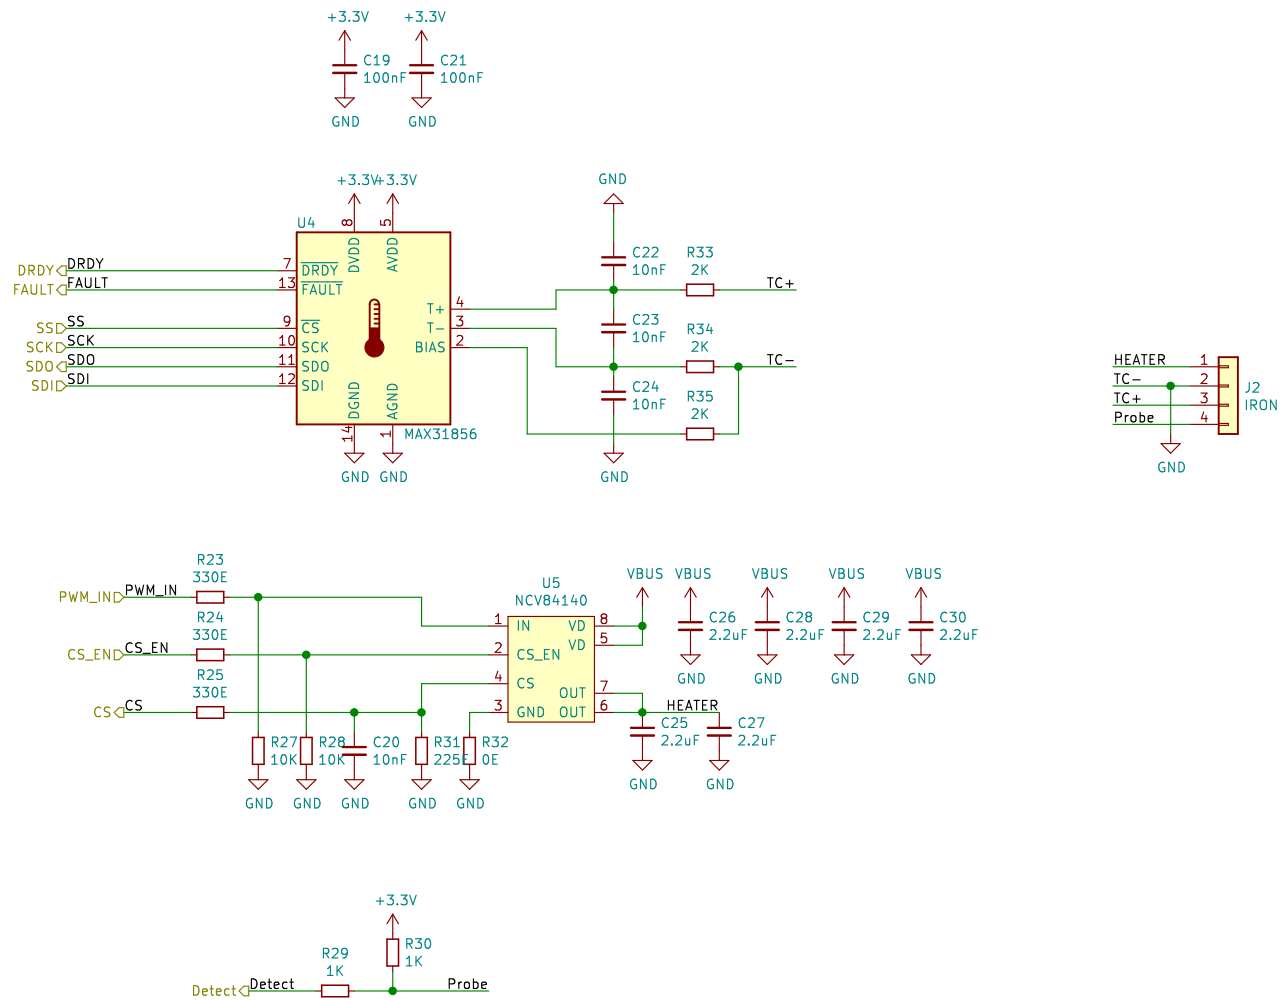 +3.3V +3.3V
C19 C21
100nF 100nF
GND GND
+3.3V +3.3V GND
U4
8 5
DVDD AVDD
C22 R33
10nF 2K
DRDY DRDY 7 DRDY
FAULT FAULT 13 FAULT
TC+
T+ 4
SS SS 9 CS T- 3
C23 R34
10nF 2K
SCK SCK 10 SCK BIAS 2
SDO SDO 11 SDO
TC-
SDI SDI 12 SDI
C24 R35
10nF 2K
DGND AGND
14 1
MAX31856
GND GND GND
HEATER 1
TC- 2
J2
IRON
TC+ 3
Probe 4
GND
R23
330E
PWM_IN PWM_IN
R24
330E
CS_EN CS_EN
R25
330E
CS CS
U5
NCV84140
1 IN VD 8
VD 5
2 CS_EN
4 CS
OUT 7
3 GND OUT 6
VBUS VBUS VBUS VBUS VBUS
C26 C28 C29 C30
2.2uF 2.2uF 2.2uF 2.2uF
GND GND GND GND
HEATER
C25 C27
2.2uF 2.2uF
GND GND
R27 R28 C20 R31 R32
10K 10K 10nF 225E 0E
GND GND GND GND GND
+3.3V
R30
1K
R29
1K
Detect Detect Probe